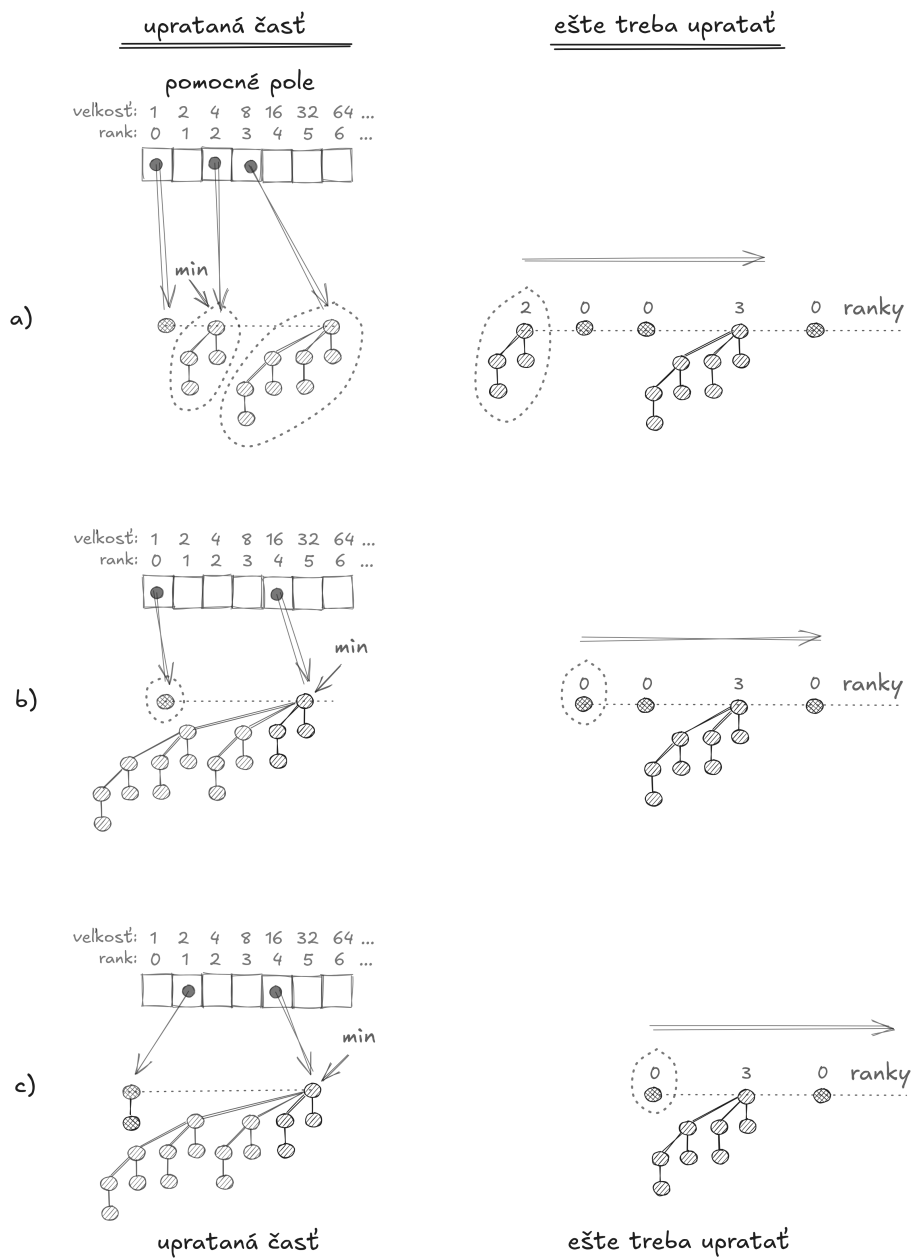 uprataná časť
ešte treba upratať
pomocné pole
veľkosť: 1 2 4 8 16 32 64 ...
rank: 0 1 2 3 4 5 6 ...
min
a)
2 0 0 3 0 ranky
veľkosť: 1 2 4 8 16 32 64 ...
rank: 0 1 2 3 4 5 6 ...
min
b)
0 0 3 0 ranky
veľkosť: 1 2 4 8 16 32 64 ...
rank: 0 1 2 3 4 5 6 ...
min
c)
0 3 0 ranky
uprataná časť
ešte treba upratať